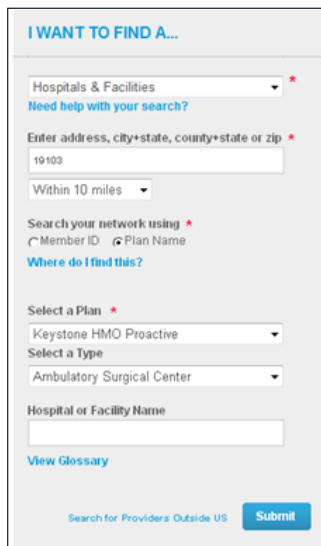 I WANT TO FIND A...
Hospitals & Facilities *
Need help with your search?
Enter address, city+state, county+state or zip *
19103
Within 10 miles
Search your network using *
Member ID Plan Name
Where do I find this?
Select a Plan *
Keystone HMO Proactive
Select a Type
Ambulatory Surgical Center
Hospital or Facility Name
View Glossary
Search for Providers Outside US Submit